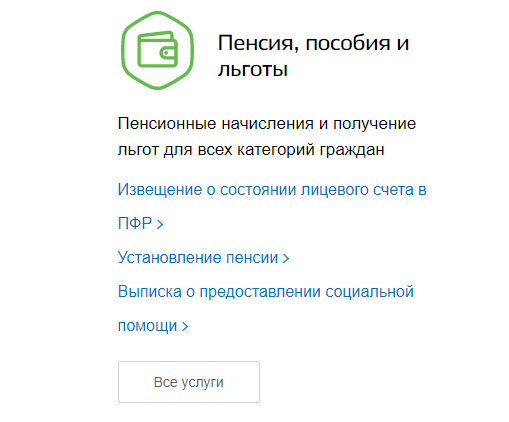 Пенсия, пособия и
льготы
Пенсионные начисления и получение
льгот для всех категорий граждан
Извещение о состоянии лицевого счета в
ПФР >
Установление пенсии >
Выписка о предоставлении социальной
помощи >
Все услуги